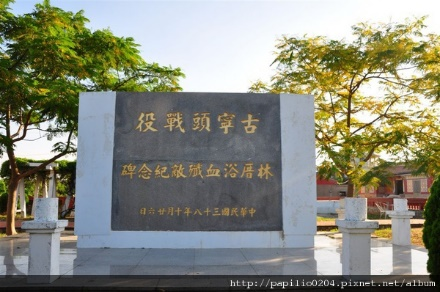 古寧頭戰役
林厝浴血殲敵紀念碑
中華民國三十八年十月廿六日
http://papilio0204.pixnet.net/album